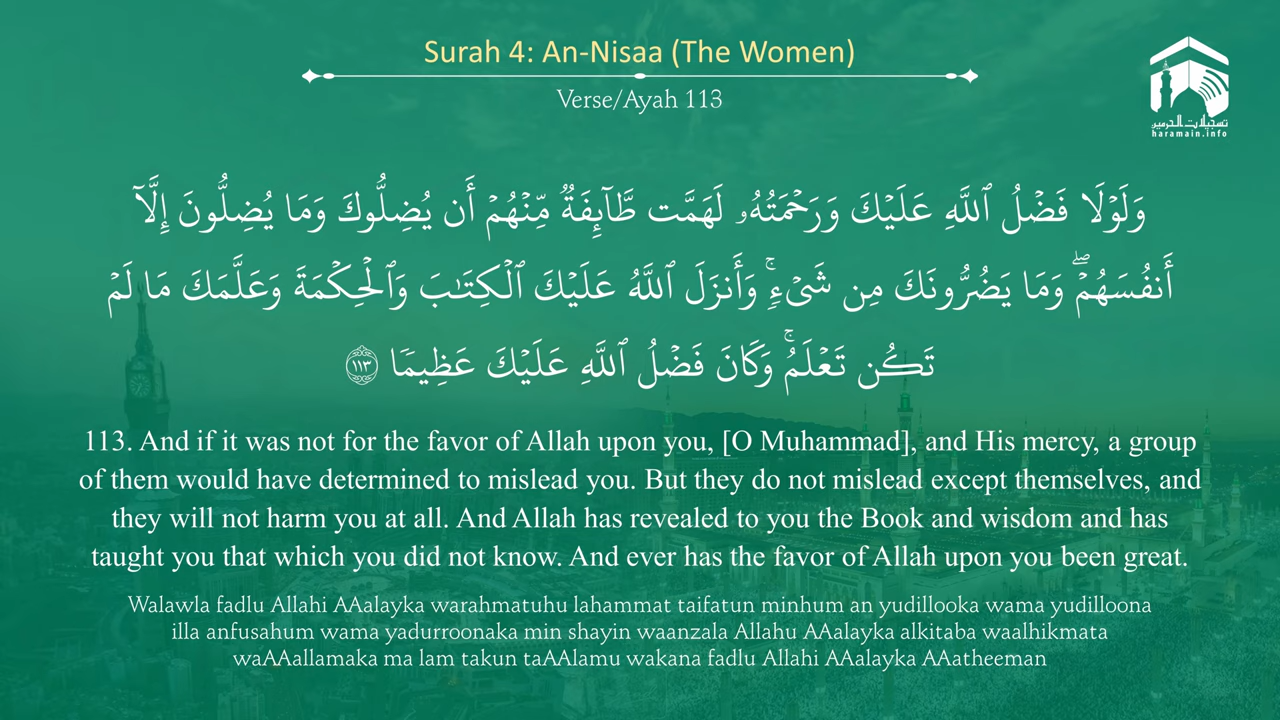 Surah 4: An-Nisaa (The Women)
Verse/Ayah 113
تسجيلات الحرمين
haramain.info
وَلَوۡلَا فَضۡلُ ٱللَّهِ عَلَيۡكَ وَرَحۡمَتُهُۥ لَهَمَّت طَّآئِفَةٞ مِّنۡهُمۡ أَن يُضِلُّوكَ وَمَا يُضِلُّونَ إِلَّآ
أَنفُسَهُمۡۖ وَمَا يَضُرُّونَكَ مِن شَيۡءٖۚ وَأَنزَلَ ٱللَّهُ عَلَيۡكَ ٱلۡكِتَٰبَ وَٱلۡحِكۡمَةَ وَعَلَّمَكَ مَا لَمۡ
تَكُن تَعۡلَمُۚ وَكَانَ فَضۡلُ ٱللَّهِ عَلَيۡكَ عَظِيمٗا ١١٣
113. And if it was not for the favor of Allah upon you, [O Muhammad], and His mercy, a group
of them would have determined to mislead you. But they do not mislead except themselves, and
they will not harm you at all. And Allah has revealed to you the Book and wisdom and has
taught you that which you did not know. And ever has the favor of Allah upon you been great.
Walawla fadlu Allahi AAalayka warahmatuhu lahammat taifatun minhum an yudillooka wama yudilloona
illa anfusahum wama yadurroonaka min shayin waanzala Allahu AAalayka alkitaba waalhikmata
waAAallamaka ma lam takun taAAlamu wakana fadlu Allahi AAalayka AAatheeman